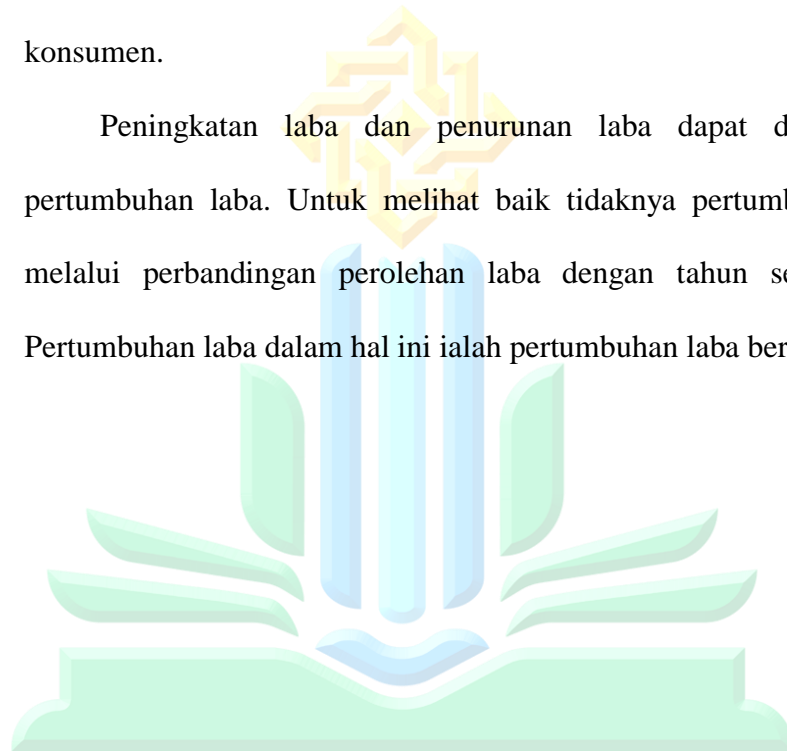 konsumen.
Peningkatan laba dan penurunan laba dapat d
pertumbuhan laba. Untuk melihat baik tidaknya pertumb
melalui perbandingan perolehan laba dengan tahun se
Pertumbuhan laba dalam hal ini ialah pertumbuhan laba ber